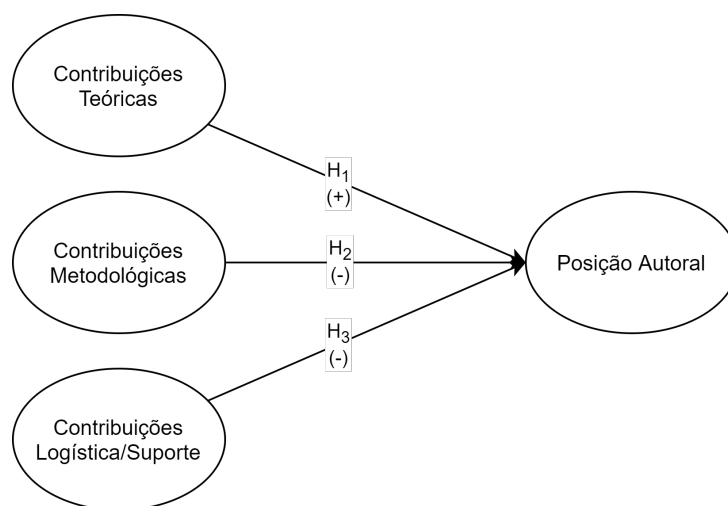 Contribuições
Teóricas
H1
(+)
Contribuições
Metodológicas
H2
(-)
Posição Autoral
H3
(-)
Contribuições
Logística/Suporte